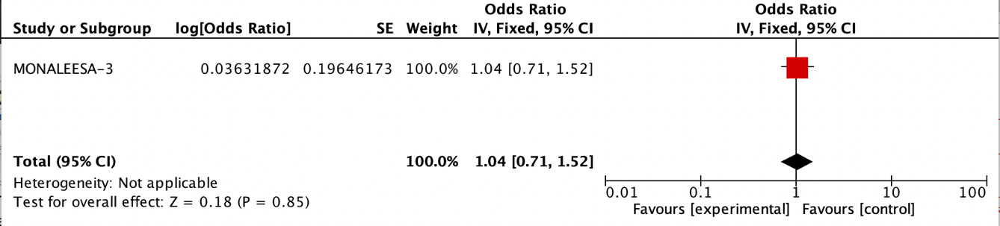 Odds Ratio Odds Ratio
Study or Subgroup log[Odds Ratio] SE Weight IV, Fixed, 95% CI IV, Fixed, 95% CI
MONALEESA-3 0.03631872 0.19646173 100.0% 1.04 [0.71, 1.52]
Total (95% CI) 100.0% 1.04 [0.71, 1.52]
Heterogeneity: Not applicable
Test for overall effect: Z = 0.18 (P = 0.85)
0.01 0.1 1 10 100
Favours [experimental] Favours [control]